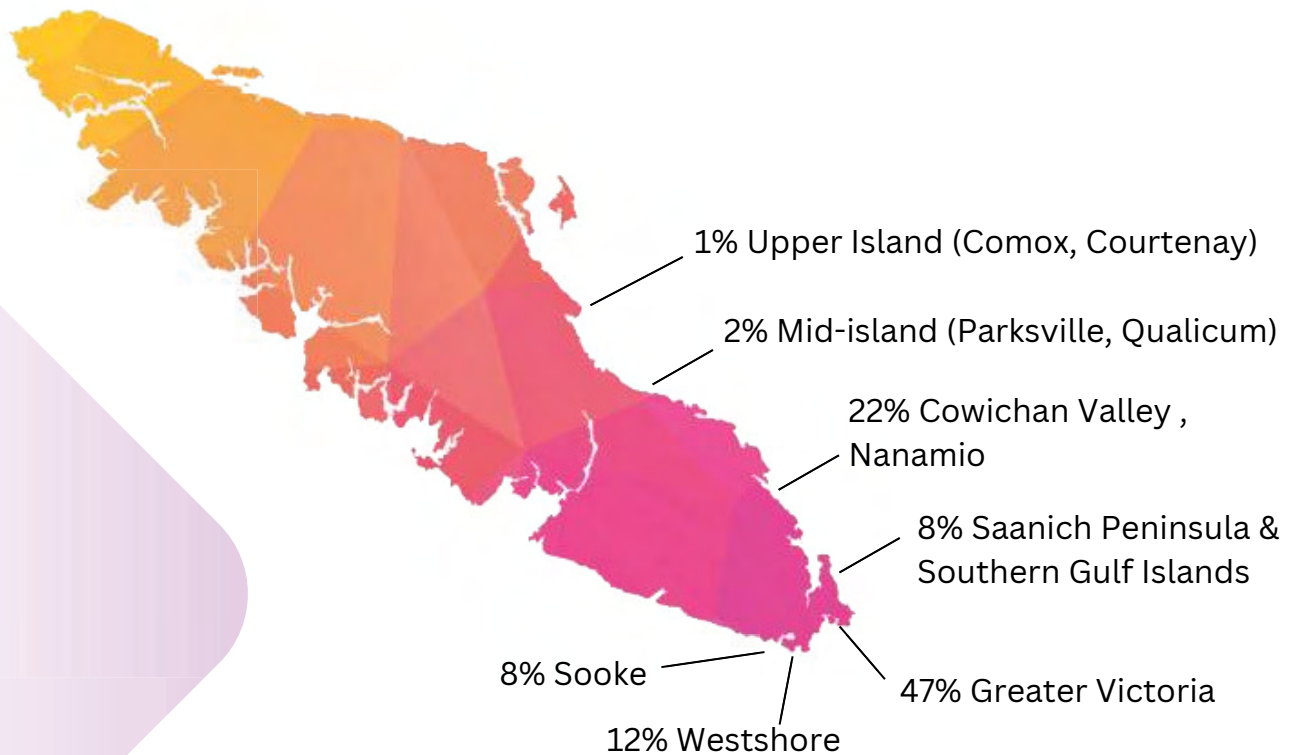 1% Upper Island (Comox, Courtenay)
2% Mid-island (Parksville, Qualicum)
22% Cowichan Valley ,
Nanamio
8% Saanich Peninsula &
Southern Gulf Islands
8% Sooke
47% Greater Victoria
12% Westshore